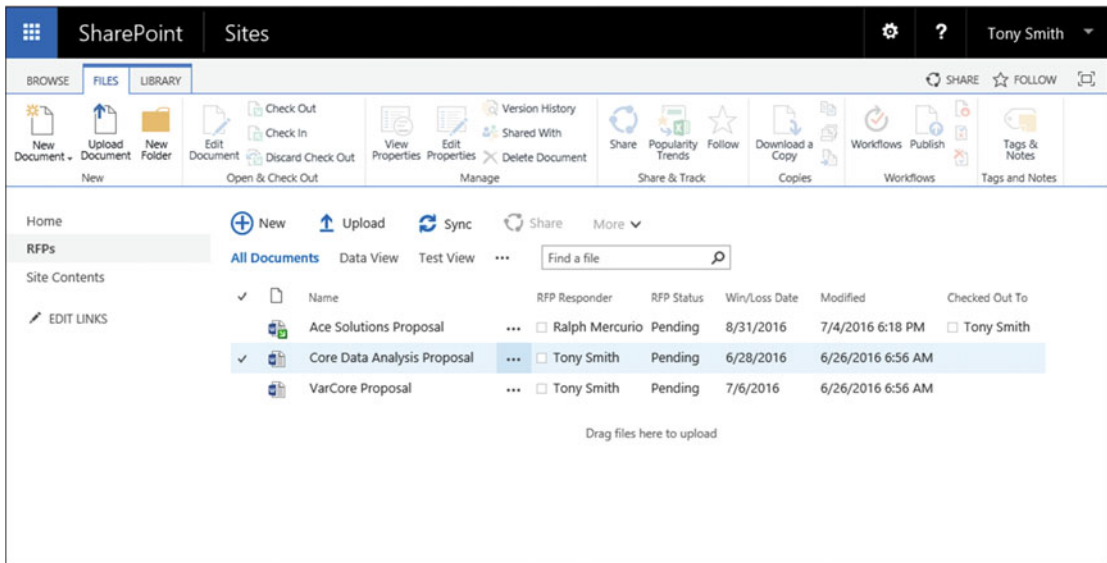 SharePoint Sites Tony Smith
BROWSE FILES LIBRARY SHARE FOLLOW
New Document Upload Document New Folder
New
Edit Document Check Out
Check In
Discard Check Out
Open & Check Out
View Properties Edit Properties Version History
Shared With
Delete Document
Manage
Share Popularity Trends Follow
Share & Track
Download a Copy
Copies
Workflows Publish
Workflows
Tags & Notes
Tags and Notes
Home
RFPs
Site Contents
EDIT LINKS
New Upload Sync Share More
All Documents Data View Test View ••• Find a file
Name RFP Responder RFP Status Win/Loss Date Modified Checked Out To
Ace Solutions Proposal ••• Ralph Mercurio Pending 8/31/2016 7/4/2016 6:18 PM Tony Smith
Core Data Analysis Proposal ••• Tony Smith Pending 6/28/2016 6/26/2016 6:56 AM
VarCore Proposal ••• Tony Smith Pending 7/6/2016 6/26/2016 6:56 AM
Drag files here to upload